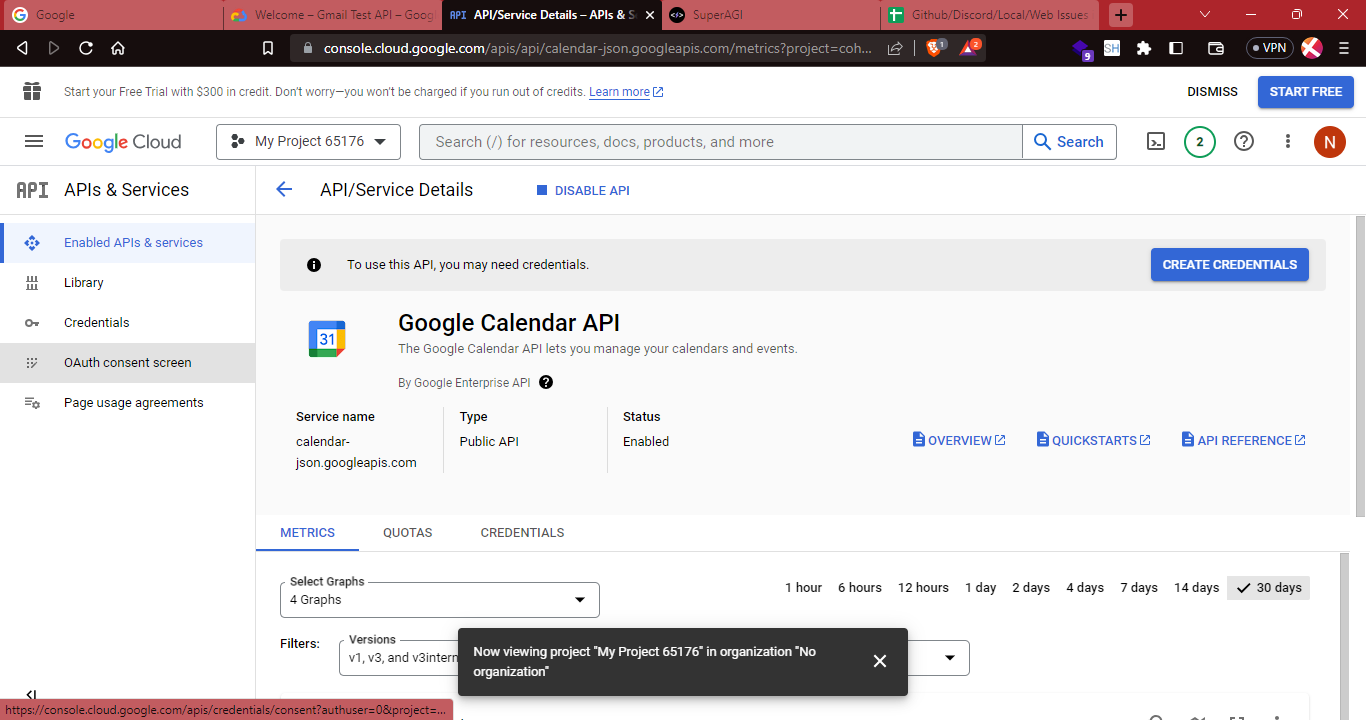 Google
Welcome – Gmail Test API – Goog
API API/Service Details – APIs & S
SuperAGI
Github/Discord/Local/Web Issues
console.cloud.google.com/apis/api/calendar-json.googleapis.com/metrics?project=coh...
1
2
9
SH
VPN
Start your Free Trial with $300 in credit. Don't worry—you won't be charged if you run out of credits. Learn more
DISMISS
START FREE
Google Cloud
My Project 65176
Search (/) for resources, docs, products, and more
Search
2
N
API APIs & Services
API/Service Details
DISABLE API
Enabled APIs & services
Library
Credentials
OAuth consent screen
Page usage agreements
To use this API, you may need credentials.
CREATE CREDENTIALS
31
Google Calendar API
The Google Calendar API lets you manage your calendars and events.
By Google Enterprise API
Service name
calendar-
json.googleapis.com
Type
Public API
Status
Enabled
OVERVIEW
QUICKSTARTS
API REFERENCE
METRICS
QUOTAS
CREDENTIALS
Select Graphs
4 Graphs
1 hour 6 hours 12 hours 1 day 2 days 4 days 7 days 14 days 30 days
Filters:
Versions
v1, v3, and v3intern
Now viewing project "My Project 65176" in organization "No
organization"
https://console.cloud.google.com/apis/credentials/consent?authuser=0&project=...